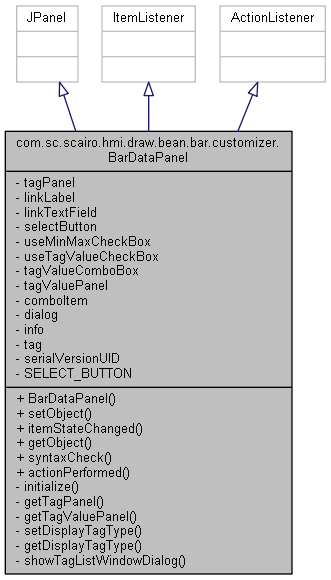 JPanel
ItemListener
ActionListener
com.sc.scairo.hmi.draw.bean.bar.customizer.
BarDataPanel
- tagPanel
- linkLabel
- linkTextField
- selectButton
- useMinMaxCheckBox
- useTagValueCheckBox
- tagValueComboBox
- tagValuePanel
- comboItem
- dialog
- info
- tag
- serialVersionUID
- SELECT_BUTTON
+ BarDataPanel()
+ setObject()
+ itemStateChanged()
+ getObject()
+ syntaxCheck()
+ actionPerformed()
- initialize()
- getTagPanel()
- getTagValuePanel()
- setDisplayTagType()
- getDisplayTagType()
- showTagListWindowDialog()